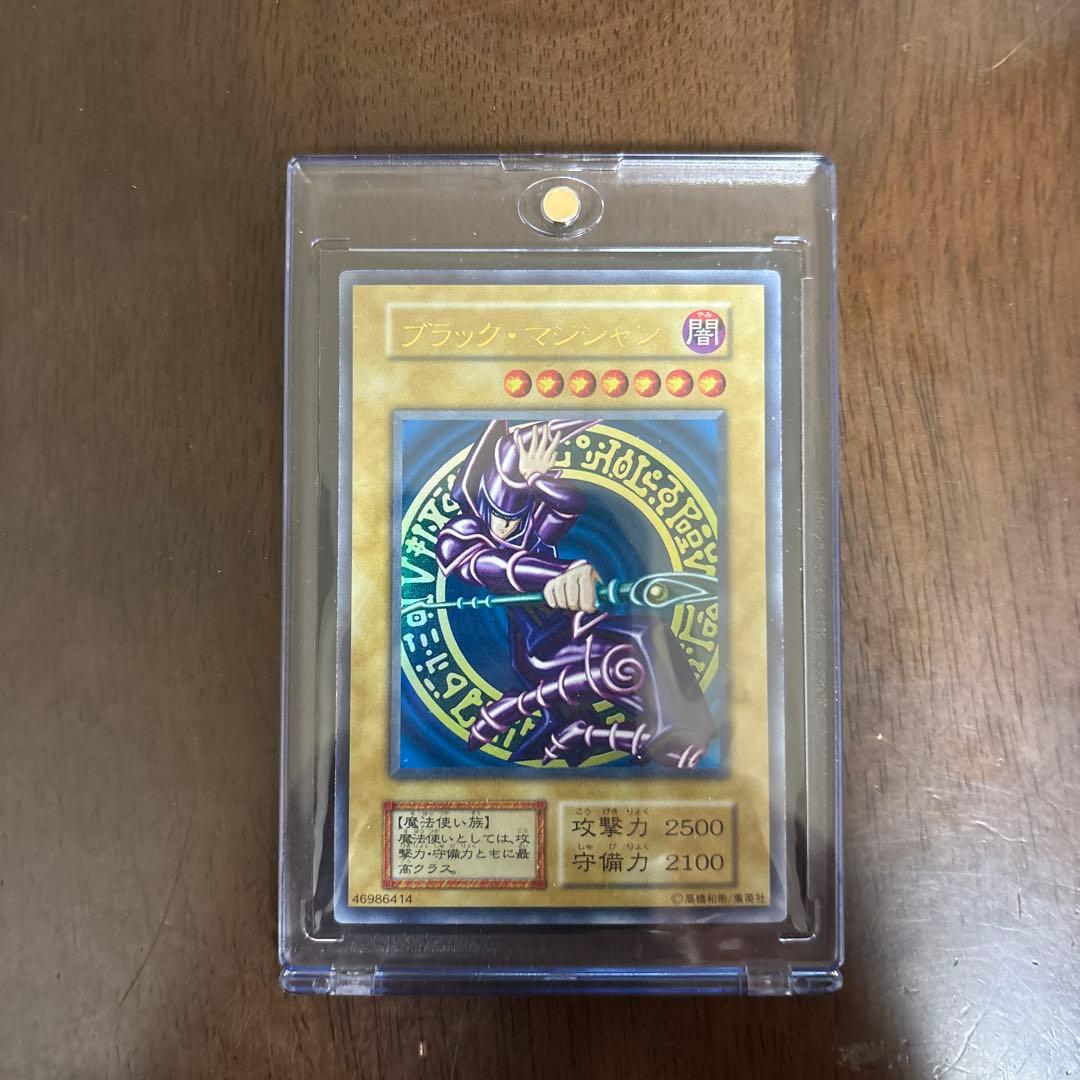 ブラック・マジシャン
やみ
闇
【魔法使い族】
魔法使いとしては、攻
撃力・守備力ともに最
高クラス。
こう げき りょく
攻撃力 2500
しゅ び りょく
守備力 2100
46986414
©高橋和希/集英社